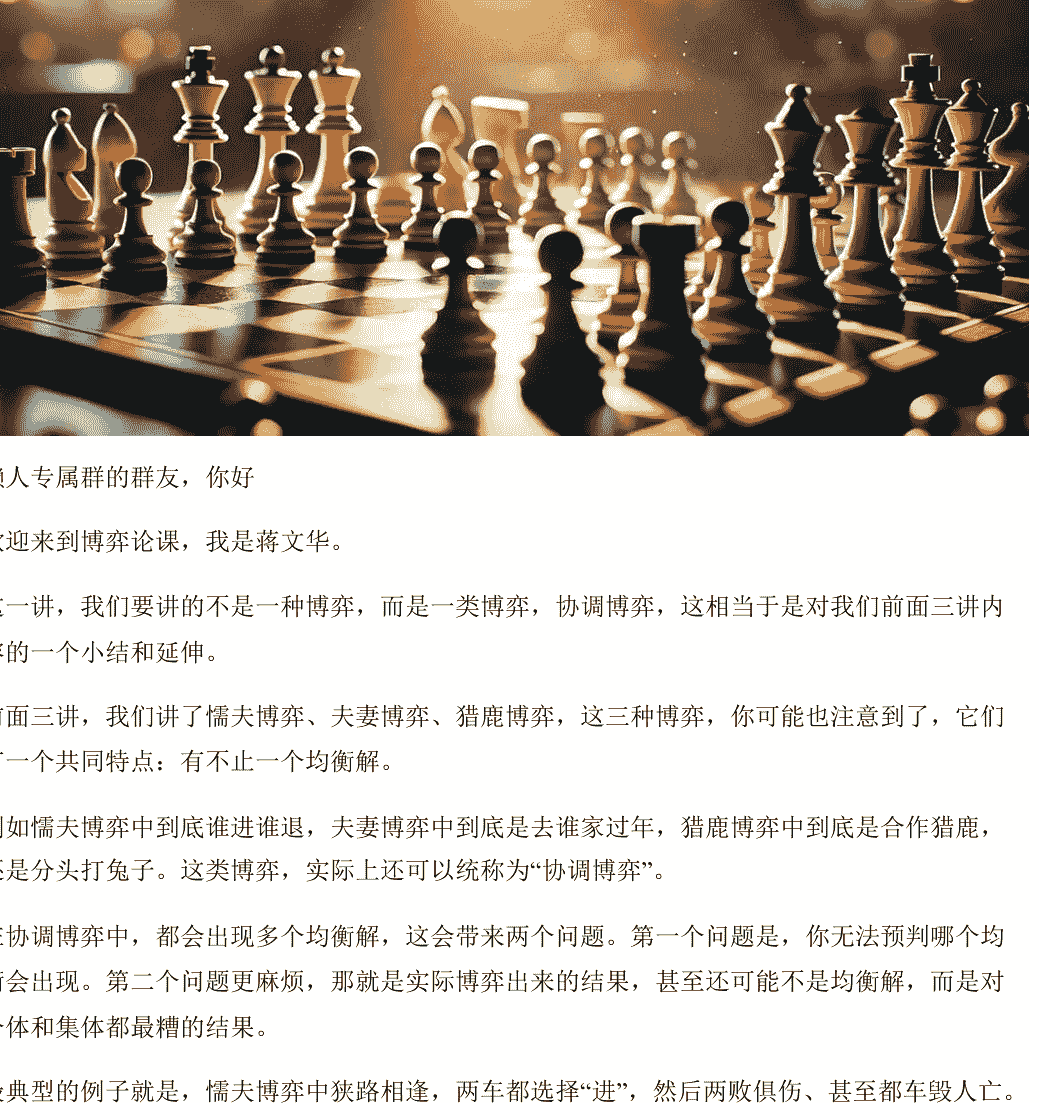 人专属群的群友，你好
迎来到博弈论课，我是蒋文华。
一讲，我们要讲的不是一种博弈，而是一类博弈，协调博弈，这相当于是对我们前面三讲内
的一个小结和延伸。
面三讲，我们讲了懦夫博弈、夫妻博弈、猎鹿博弈，这三种博弈，你可能也注意到了，它们
一个共同特点：有不止一个均衡解。
如懦夫博弈中到底谁进谁退，夫妻博弈中到底是去谁家过年，猎鹿博弈中到底是合作猎鹿，
是分头打兔子。这类博弈，实际上还可以统称为“协调博弈”。
协调博弈中，都会出现多个均衡解，这会带来两个问题。第一个问题是，你无法预判哪个均
会出现。第二个问题更麻烦，那就是实际博弈出来的结果，甚至还可能不是均衡解，而是对
体和集体都最糟的结果。
典型的例子就是，懦夫博弈中狭路相逢，两车都选择“进”，然后两败俱伤、甚至都车毁人亡。